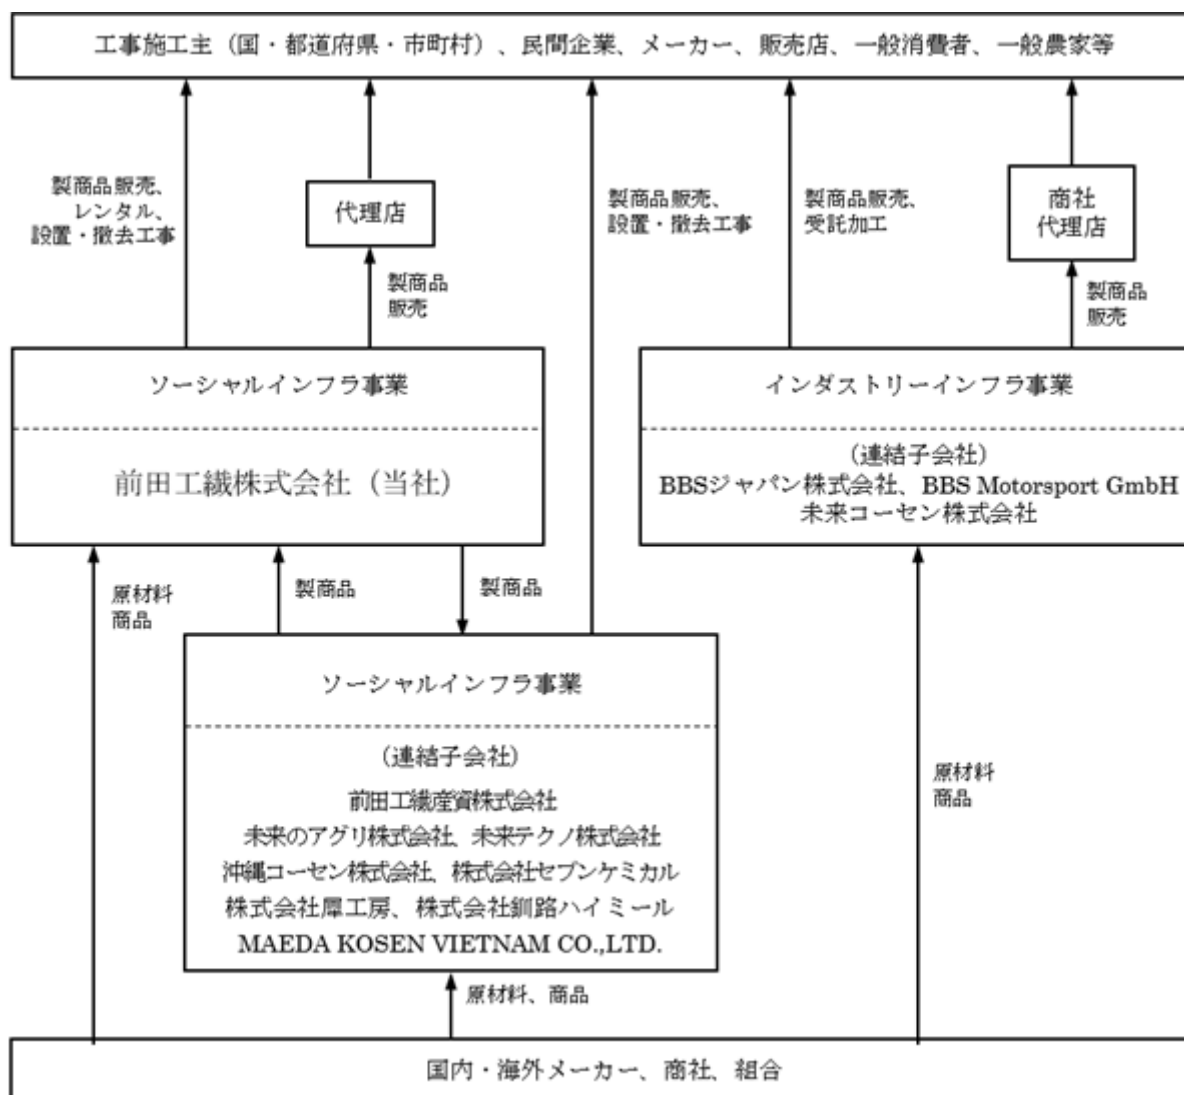 工事施工主（国・都道府県・市町村）、民間企業、メーカー、販売店、一般消費者、一般農家等
製商品販売、
レンタル、
設置・撤去工事
代理店
製商品
販売
製商品販売、
設置・撤去工事
製商品販売、
受託加工
商社
代理店
製商品
販売
ソーシャルインフラ事業
前田工繊株式会社（当社）
インダストリーインフラ事業
（連結子会社）
BBSジャパン株式会社、BBS Motorsport GmbH
未来コーセン株式会社
原材料
商品
製商品
製商品
ソーシャルインフラ事業
（連結子会社）
前田工繊産資株式会社
未来のアグリ株式会社、未来テクノ株式会社
沖縄コーセン株式会社、株式会社セブンケミカル
株式会社犀工房、株式会社釧路ハイミール
MAEDA KOSEN VIETNAM CO.,LTD.
原材料
商品
原材料、商品
国内・海外メーカー、商社、組合